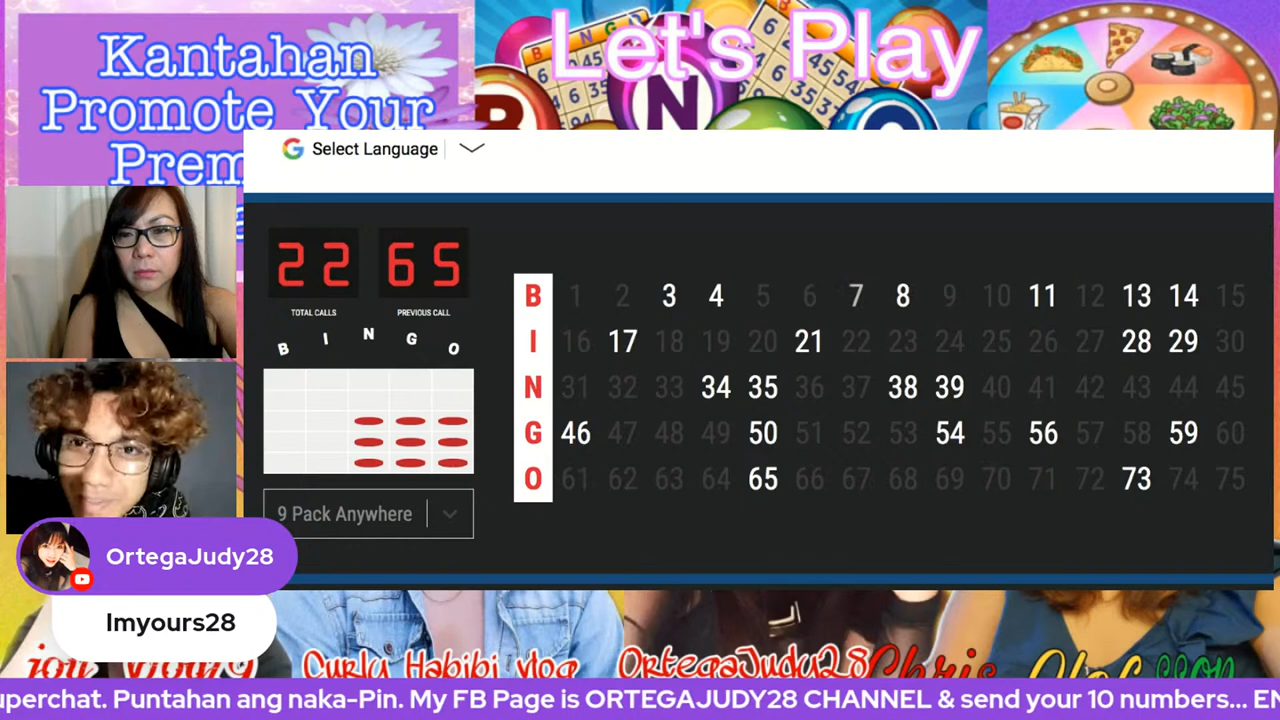 Kantahan
Promote Your
Prem
Let's Play
B I N G O
N
Select Language
22 65
TOTAL CALLS PREVIOUS CALL
B I N G O
9 Pack Anywhere
B 1 2 3 4 5 6 7 8 9 10 11 12 13 14 15
I 16 17 18 19 20 21 22 23 24 25 26 27 28 29 30
N 31 32 33 34 35 36 37 38 39 40 41 42 43 44 45
G 46 47 48 49 50 51 52 53 54 55 56 57 58 59 60
O 61 62 63 64 65 66 67 68 69 70 71 72 73 74 75
OrtegaJudy28
Imyours28
Curly Habibi vlog
OrtegaJudy28
Chris
uperchat. Puntahan ang naka-Pin. My FB Page is ORTEGAJUDY28 CHANNEL & send your 10 numbers... EN